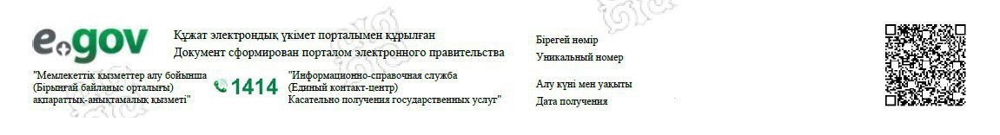 e.gov
Құжат электрондық үкімет порталымен құрылған
Документ сформирован порталом электронного правительства
"Мемлекеттік қызметтер алу бойынша
(Бірыңғай байланыс орталығы)
ақпараттық-анықтамалық қызметі"
1414
"Информационно-справочная служба
(Единый контакт-центр)
Касательно получения государственных услуг"
Бірегей нөмір
Уникальный номер
Алу күні мен уақыты
Дата получения